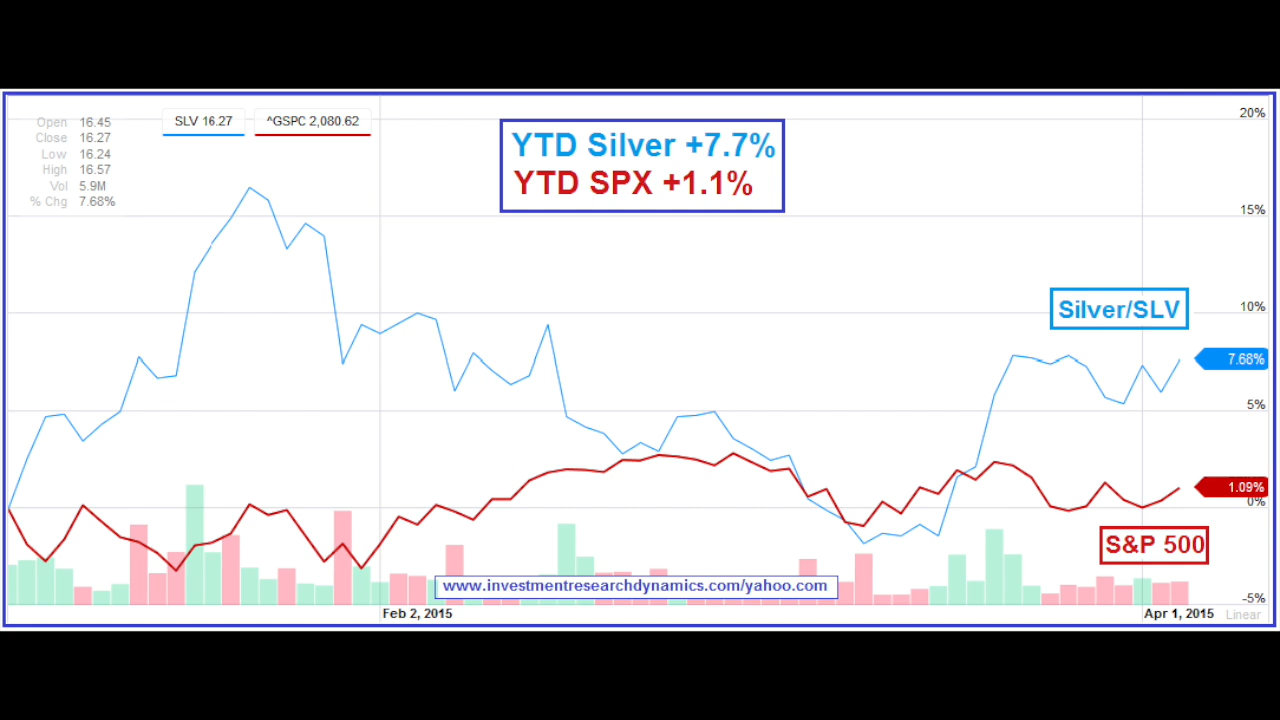 Open 16.45
Close 16.27
Low 16.24
High 16.57
Vol 5.9M
% Chg 7.68%
SLV 16.27
^GSPC 2,080.62
YTD Silver +7.7%
YTD SPX +1.1%
20%
15%
10%
Silver/SLV
7.68%
5%
1.09%
0%
S&P 500
www.investmentresearchdynamics.com/yahoo.com
-5%
Feb 2, 2015
Apr 1, 2015
Linear